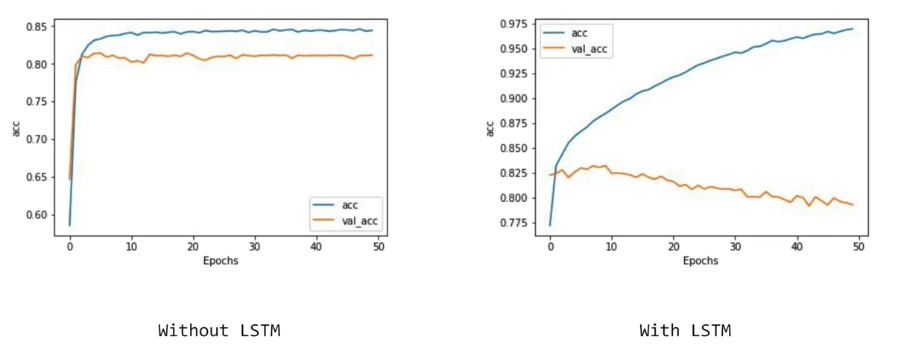 0.85
0.80
0.75
0.70
0.65
0.60
acc
0
10
20
30
40
50
Epochs
acc
val_acc
Without LSTM
0.975
0.950
0.925
0.900
0.875
0.850
0.825
0.800
0.775
acc
0
10
20
30
40
50
Epochs
acc
val_acc
With LSTM